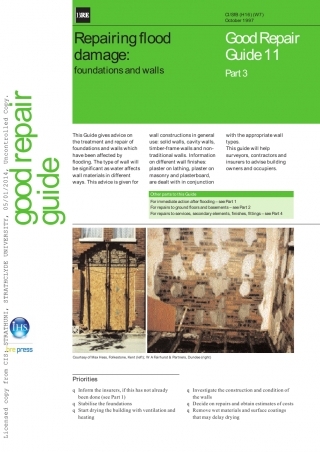 BRE
CI/SfB (H16) (W7)
October 1997
Repairing flood
damage:
foundations and walls
Good Repair
Guide 11
Part 3
good repair
guide
This Guide gives advice on
the treatment and repair of
foundations and walls which
have been affected by
flooding. The type of wall will
be significant as water affects
wall materials in different
ways. This advice is given for
wall constructions in general
use: solid walls, cavity walls,
timber-frame walls and non-
traditional walls. Information
on different wall finishes:
plaster on lathing, plaster on
masonry and plasterboard,
are dealt with in conjunction
with the appropriate wall
types.
This guide will help
surveyors, contractors and
insurers to advise building
owners and occupiers.
Other parts to this Guide
For immediate action after flooding – see Part 1
For repairs to ground floors and basements – see Part 2
For repairs to services, secondary elements, finishes, fittings – see Part 4
Priorities
q Inform the insurers, if this has not already
been done (see Part 1)
q Stabilise the foundations
q Start drying the building with ventilation and
heating
q Investigate the construction and condition of
the walls
q Decide on repairs and obtain estimates of costs
q Remove wet materials and surface coatings
that may delay drying
IHS
bre press
Licensed copy from CIS: STRATHUNI, STRATHCLYDE UNIVERSITY, 05/01/2014, Uncontrolled Copy.